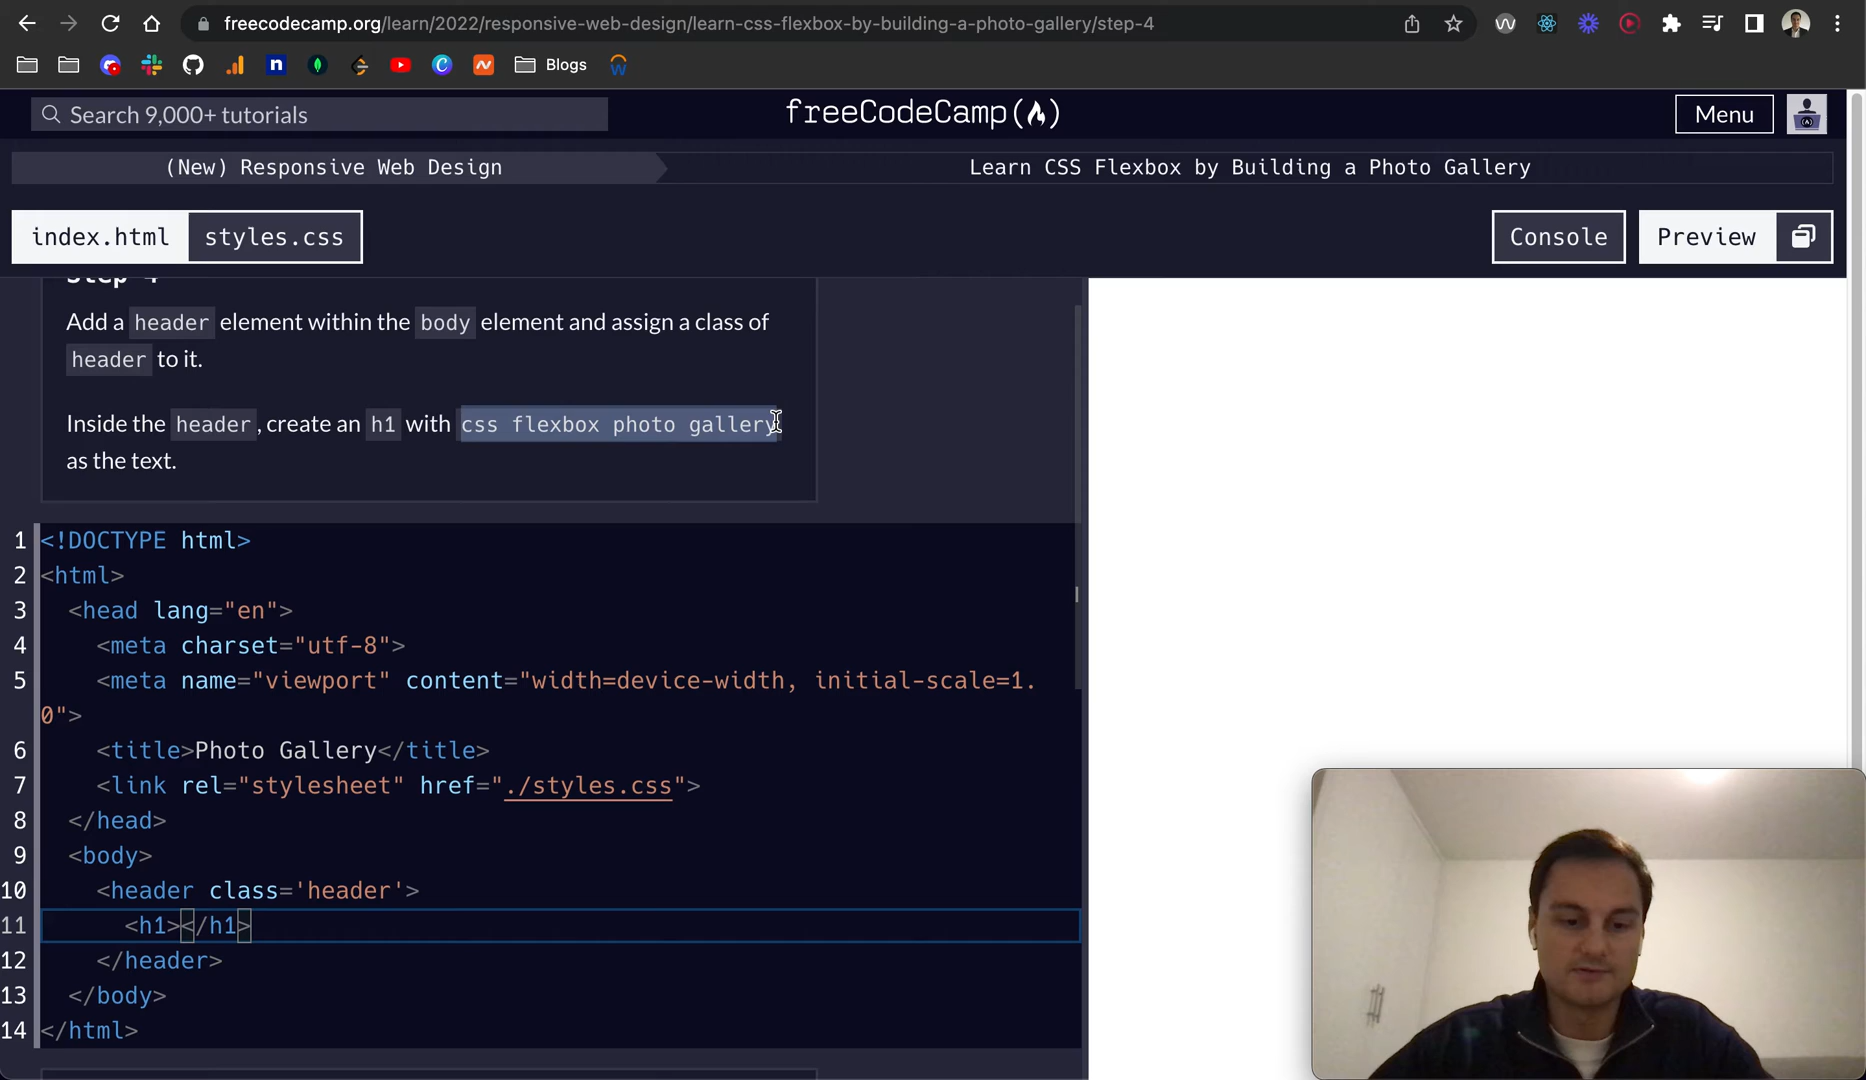 freecodecamp.org/learn/2022/responsive-web-design/learn-css-flexbox-by-building-a-photo-gallery/step-4
Blogs
Search 9,000+ tutorials
freeCodeCamp
Menu
(New) Responsive Web Design
Learn CSS Flexbox by Building a Photo Gallery
index.html
styles.css
Console
Preview
Step 4
Add a header element within the body element and assign a class of
header to it.
Inside the header, create an h1 with css flexbox photo gallery
as the text.
1 <!DOCTYPE html>
2 <html>
3 <head lang="en">
4 <meta charset="utf-8">
5 <meta name="viewport" content="width=device-width, initial-scale=1.
0">
6 <title>Photo Gallery</title>
7 <link rel="stylesheet" href="./styles.css">
8 </head>
9 <body>
10 <header class='header'>
11 <h1></h1>
12 </header>
13 </body>
14 </html>